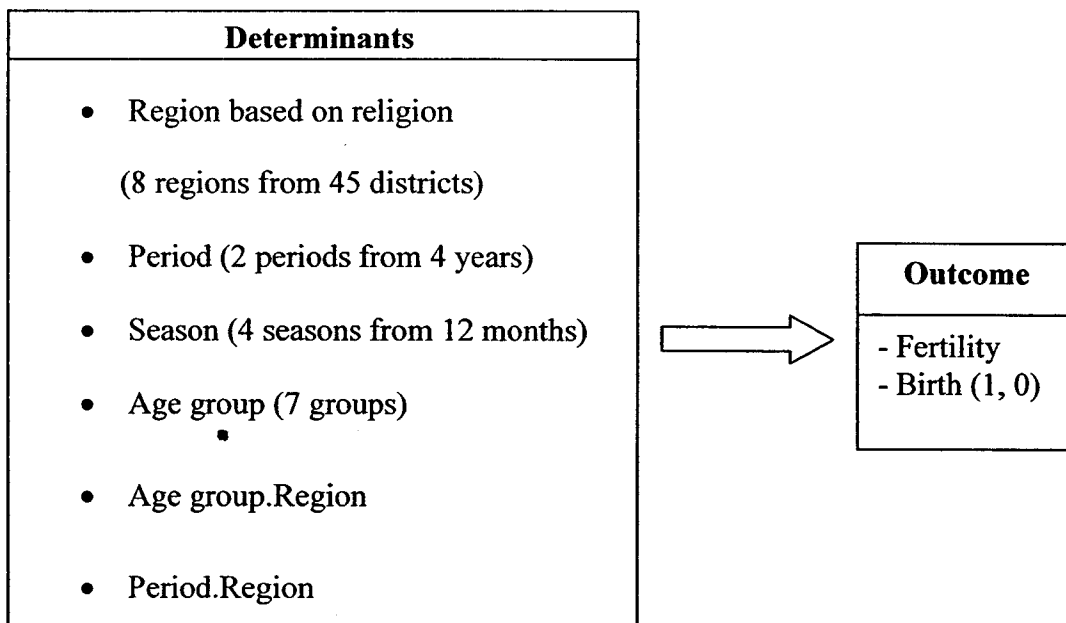 Determinants
• Region based on religion
(8 regions from 45 districts)
• Period (2 periods from 4 years)
• Season (4 seasons from 12 months)
• Age group (7 groups)
• Age group.Region
• Period.Region
Outcome
- Fertility
- Birth (1, 0)